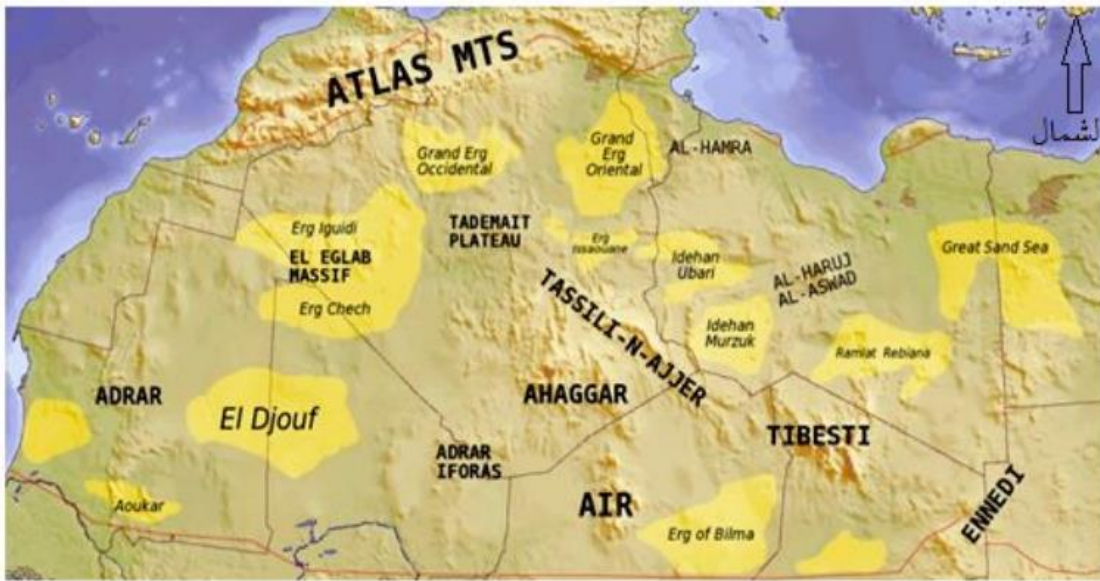 ATLAS MTS
الشمال
Grand Erg
Occidental
Grand
Erg
Oriental
AL-HAMRA
Erg Iguidi
EL EGLAB
MASSIF
Erg Chech
TADEMAIT
PLATEAU
Erg
Issaouane
Idehan
Ubari
AL-HARUJ
AL-ASWAD
Great Sand Sea
TASSILI-N-AJJER
Idehan
Murzuk
Ramlat Rebiana
ADRAR
El Djouf
AHAGGAR
ADRAR
IFORAS
TIBESTI
Aoukar
AIR
Erg of Bilma
ENNEDI